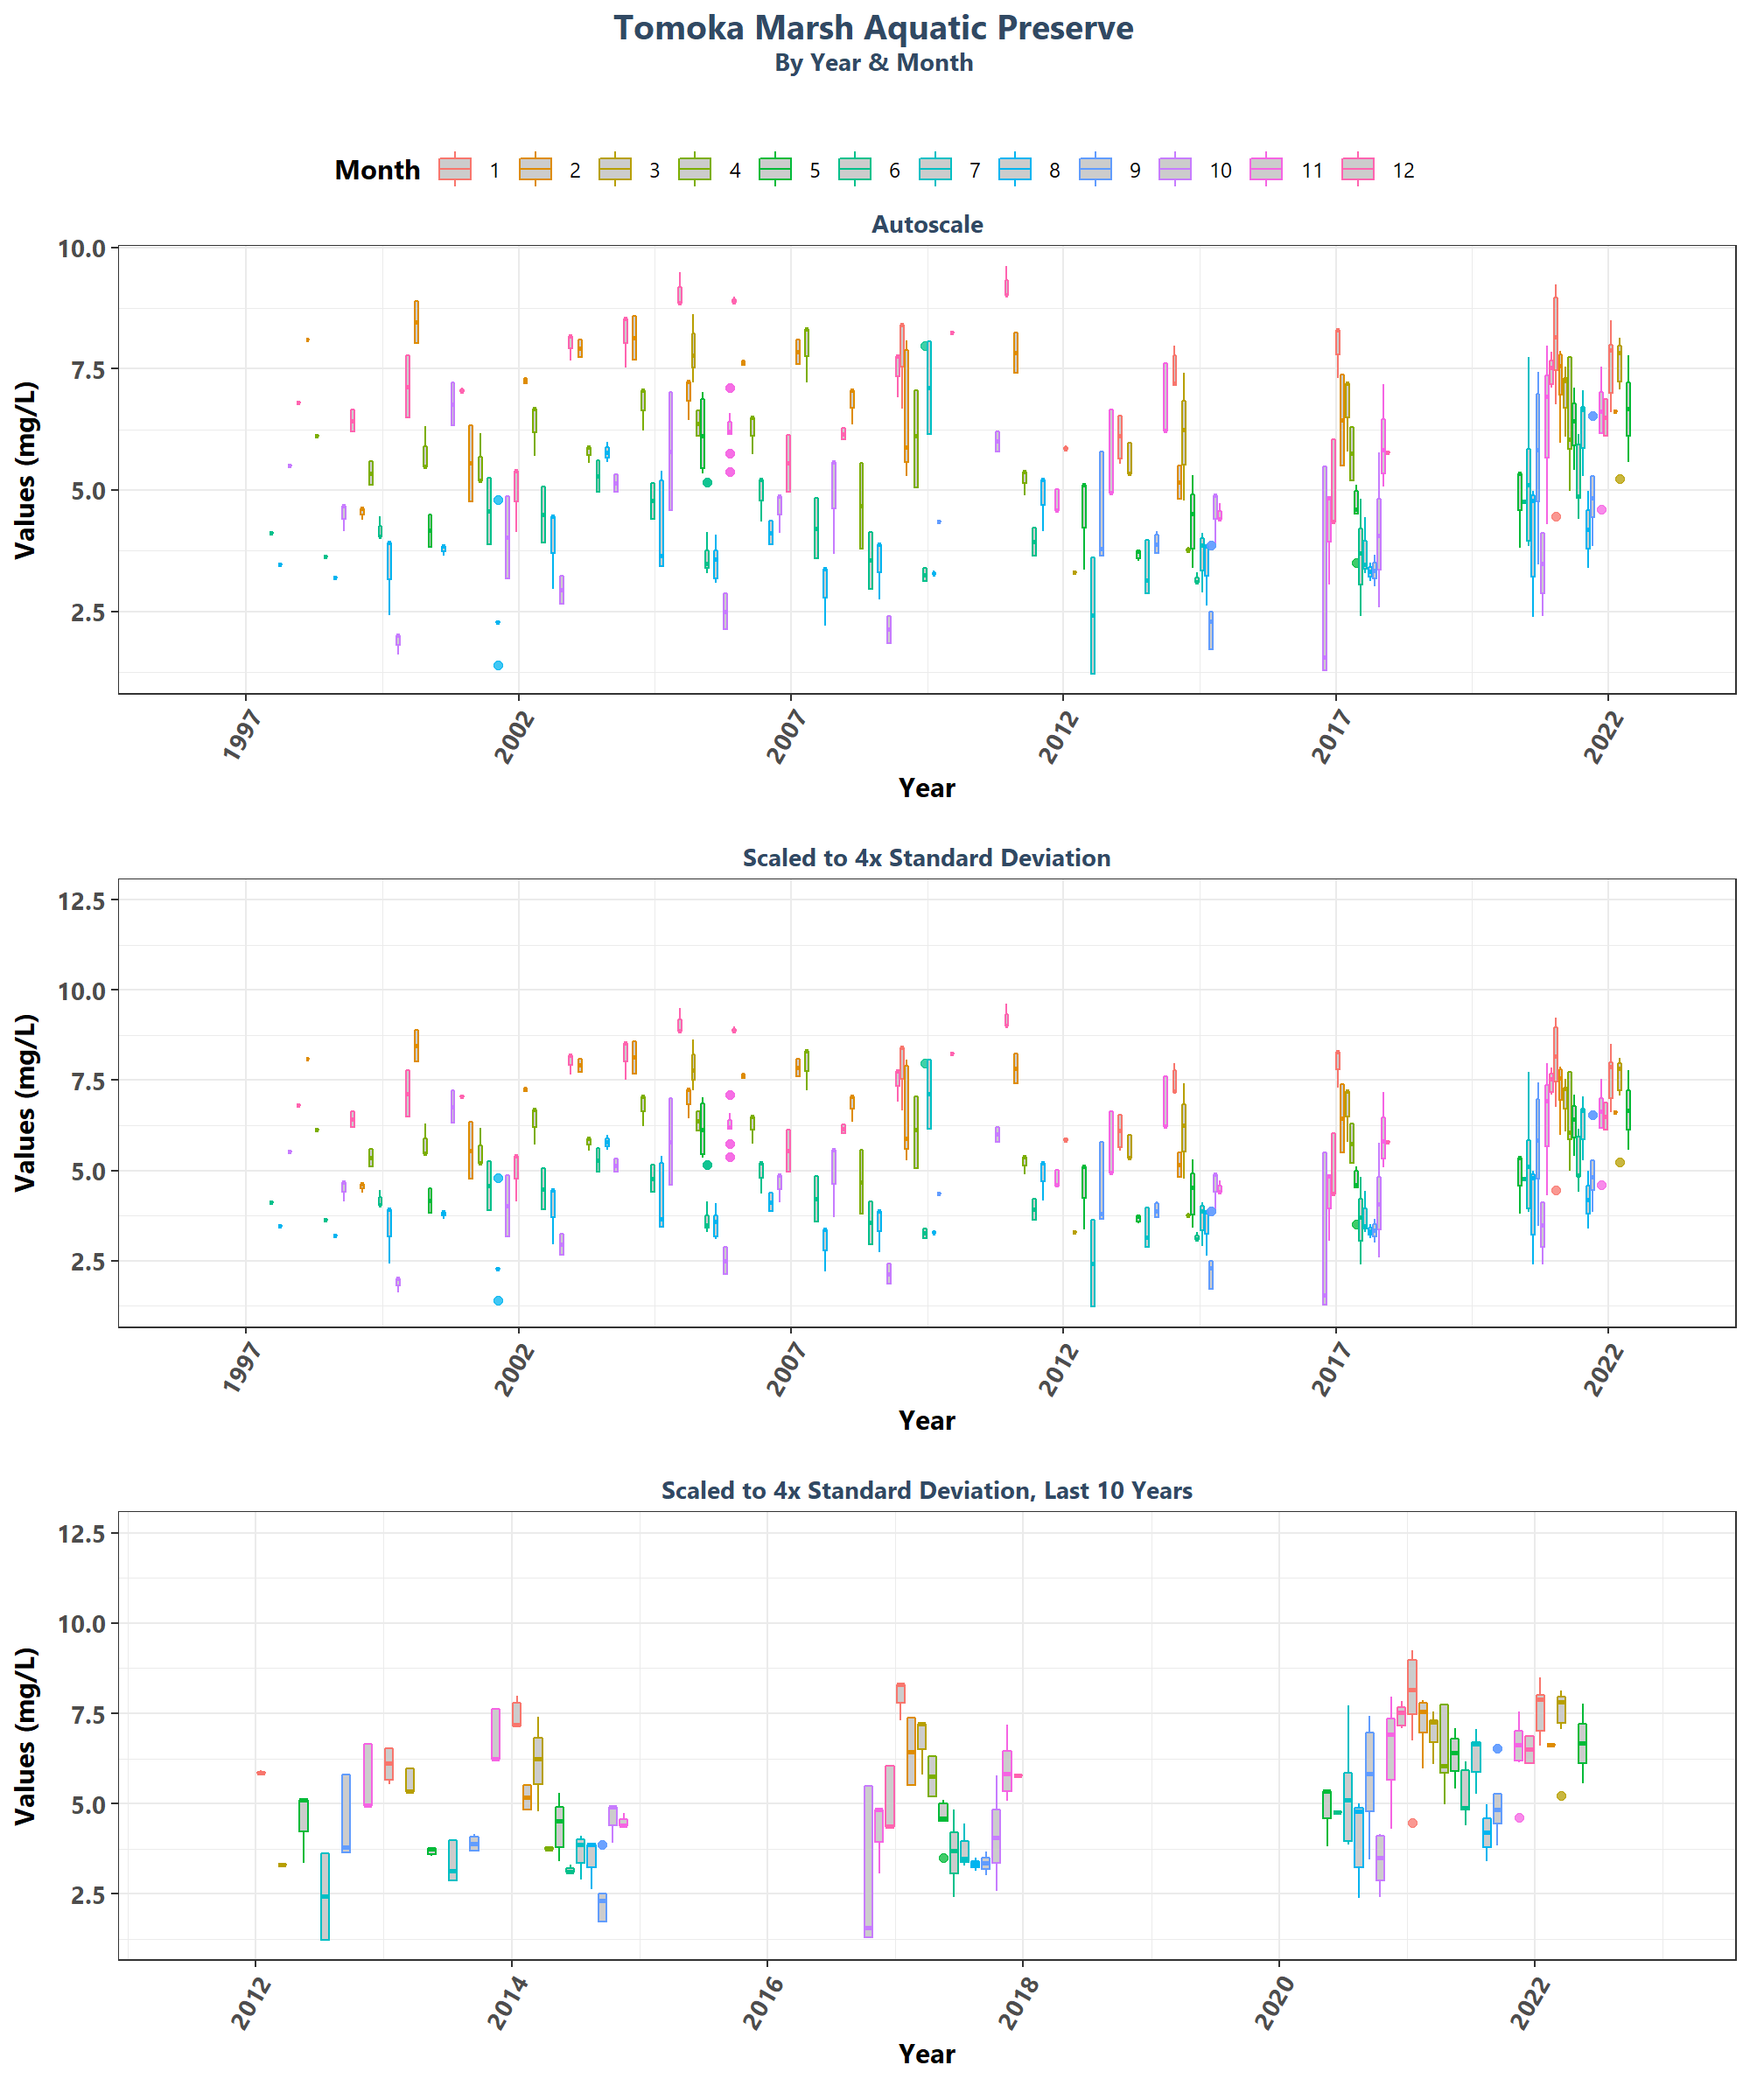 Tomoka Marsh Aquatic Preserve
By Year & Month
Month 1 2 3 4 5 6 7 8 9 10 11 12
Autoscale
Values (mg/L)
10.0
7.5
5.0
2.5
1997 2002 2007 2012 2017 2022
Year
Scaled to 4x Standard Deviation
Values (mg/L)
12.5
10.0
7.5
5.0
2.5
1997 2002 2007 2012 2017 2022
Year
Scaled to 4x Standard Deviation, Last 10 Years
Values (mg/L)
12.5
10.0
7.5
5.0
2.5
2012 2014 2016 2018 2020 2022
Year